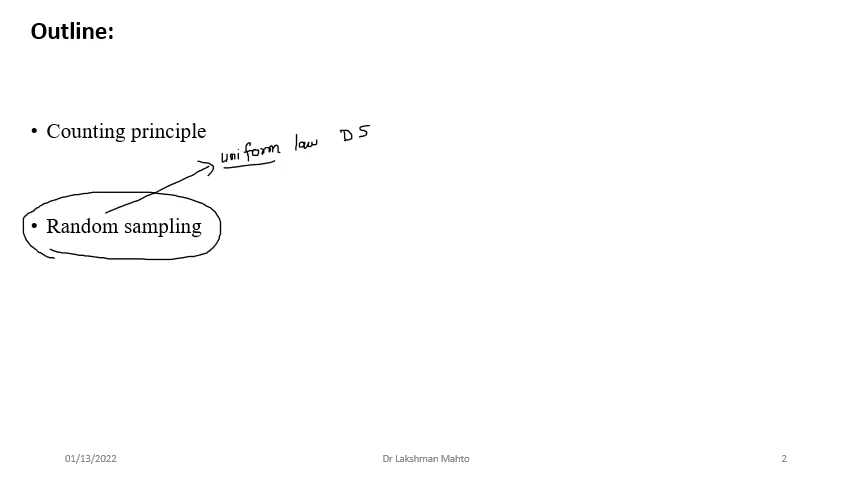 Outline:
• Counting principle
uniform law DS
• Random sampling
01/13/2022 Dr Lakshman Mahto 2